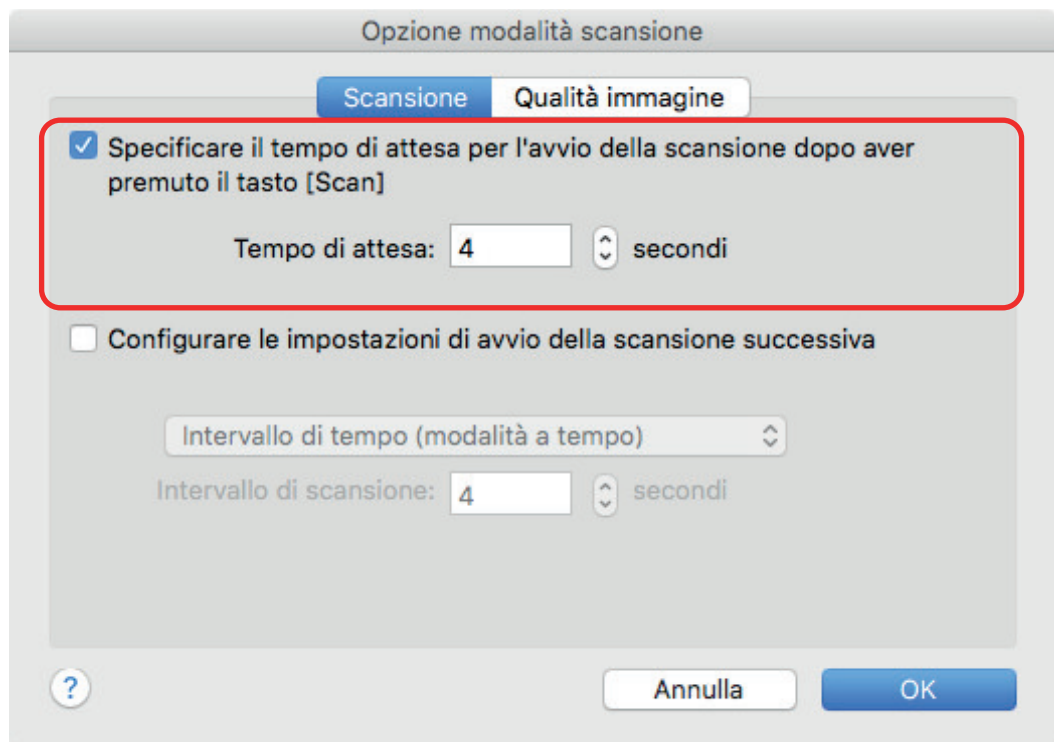 Opzione modalità scansione
Scansione
Qualità immagine
Specificare il tempo di attesa per l'avvio della scansione dopo aver
premuto il tasto [Scan]
Tempo di attesa: 4 secondi
Configurare le impostazioni di avvio della scansione successiva
Intervallo di tempo (modalità a tempo)
Intervallo di scansione: 4 secondi
? Annulla OK